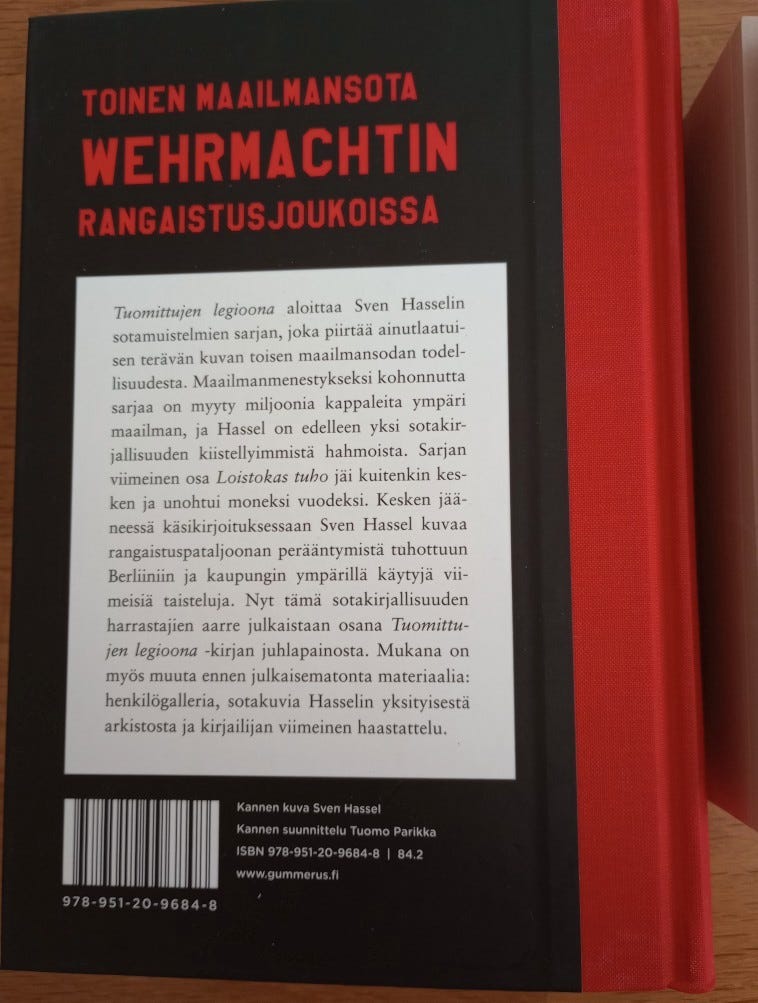 TOINEN MAAILMANSOTA
WEHRMACHTIN
RANGAISTUSJOUKOISSA
Tuomittujen legioona aloittaa Sven Hasselin
sotamuistelmien sarjan, joka piirtää ainutlaatui-
sen terävän kuvan toisen maailmansodan todel-
lisuudesta. Maailmanmenestykseksi kohonnutta
sarjaa on myyty miljoonia kappaleita ympäri
maailman, ja Hassel on edelleen yksi sotakir-
jallisuuden kiistellyimmistä hahmoista. Sarjan
viimeinen osa Loistokas tuho jäi kuitenkin kes-
ken ja unohtui moneksi vuodeksi. Kesken jää-
neessä käsikirjoituksessaan Sven Hassel kuvaa
rangaistuspataljoonan perääntymistä tuhottuun
Berliiniin ja kaupungin ympärillä käytyjä vii-
meisiä taisteluja. Nyt tämä sotakirjallisuuden
harrastajien aarre julkaistaan osana Tuomittu-
jen legioona -kirjan juhlapainosta. Mukana on
myös muuta ennen julkaisematonta materiaalia:
henkilögalleria, sotakuvia Hasselin yksityisestä
arkistosta ja kirjailijan viimeinen haastattelu.
Kannen kuva Sven Hassel
Kannen suunnittelu Tuomo Parikka
ISBN 978-951-20-9684-8 | 84.2
www.gummerus.fi
978-951-20-9684-8